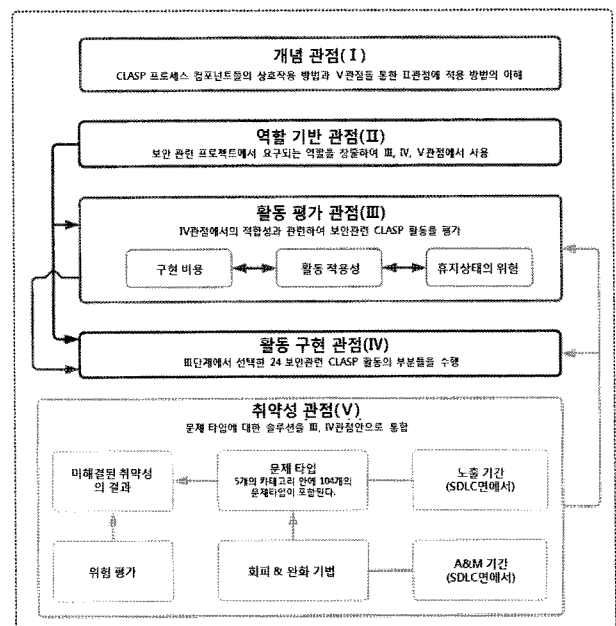 개념 관점(Ⅰ)
CLASP 프로세스 컴포넌트들의 상호작용 방법과 Ⅴ관점을 통한 Ⅱ관점에 적용 방법의 이해
역할 기반 관점(Ⅱ)
보안 관련 프로젝트에서 요구되는 역할을 창출하여 Ⅲ, Ⅳ, Ⅴ관점에서 사용
활동 평가 관점(Ⅲ)
Ⅳ관점에서의 적합성과 관련하여 보안관련 CLASP 활동을 평가
구현 비용
활동 적용성
휴지상태의 위험
활동 구현 관점(Ⅳ)
Ⅲ단계에서 선택한 24 보안관련 CLASP 활동의 부분들을 수행
취약성 관점(Ⅴ)
문제 타입에 대한 솔루션을 Ⅲ, Ⅳ관점안으로 통합
미해결된 취약성
의 결과
문제 타입
5개의 카테고리 안에 104개의
문제타입이 포함된다.
노출 기간
(SDLC면에서)
위험 평가
회피 & 완화 기법
A&M 기간
(SDLC면에서)